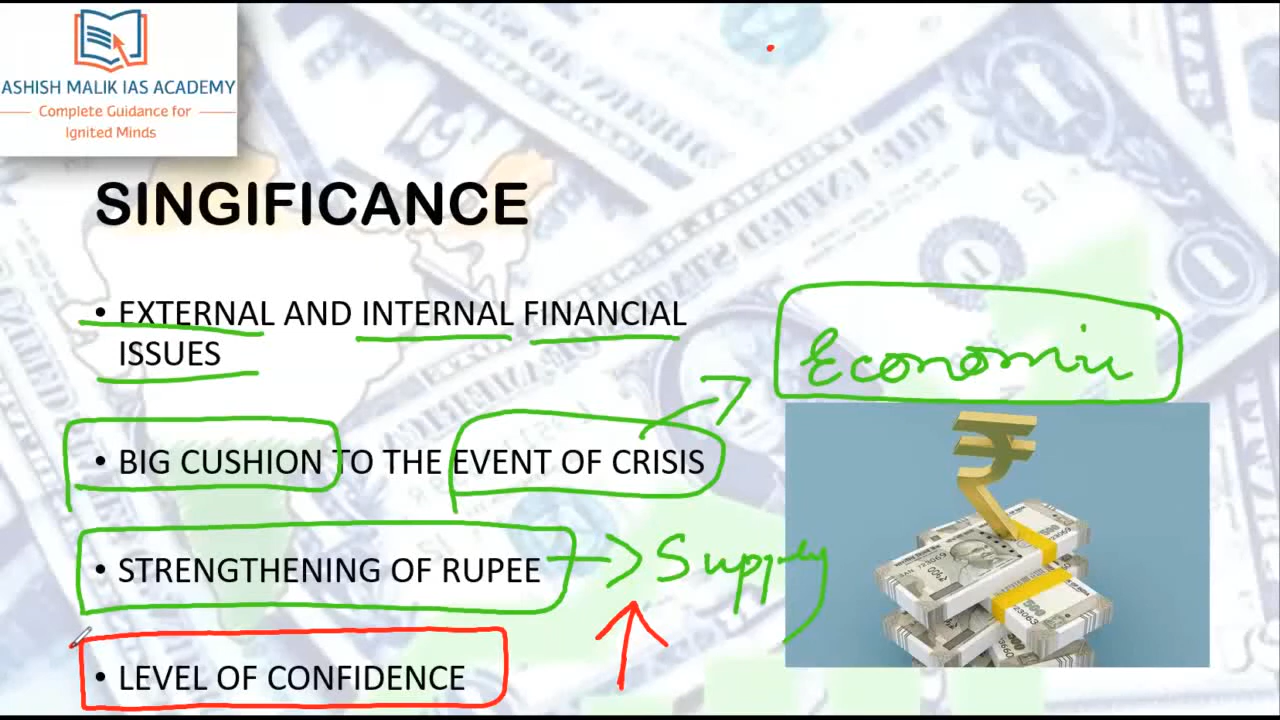 ASHISH MALIK IAS ACADEMY
Complete Guidance for
Ignited Minds
SINGIFICANCE
• EXTERNAL AND INTERNAL FINANCIAL
ISSUES
Economic
• BIG CUSHION TO THE EVENT OF CRISIS
• STRENGTHENING OF RUPEE
Supply
• LEVEL OF CONFIDENCE